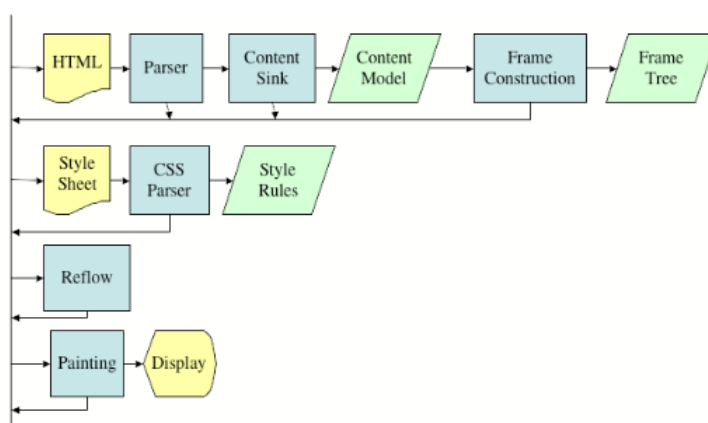 HTML
Parser
Content
Sink
Content
Model
Frame
Construction
Frame
Tree
Style
Sheet
CSS
Parser
Style
Rules
Reflow
Painting
Display